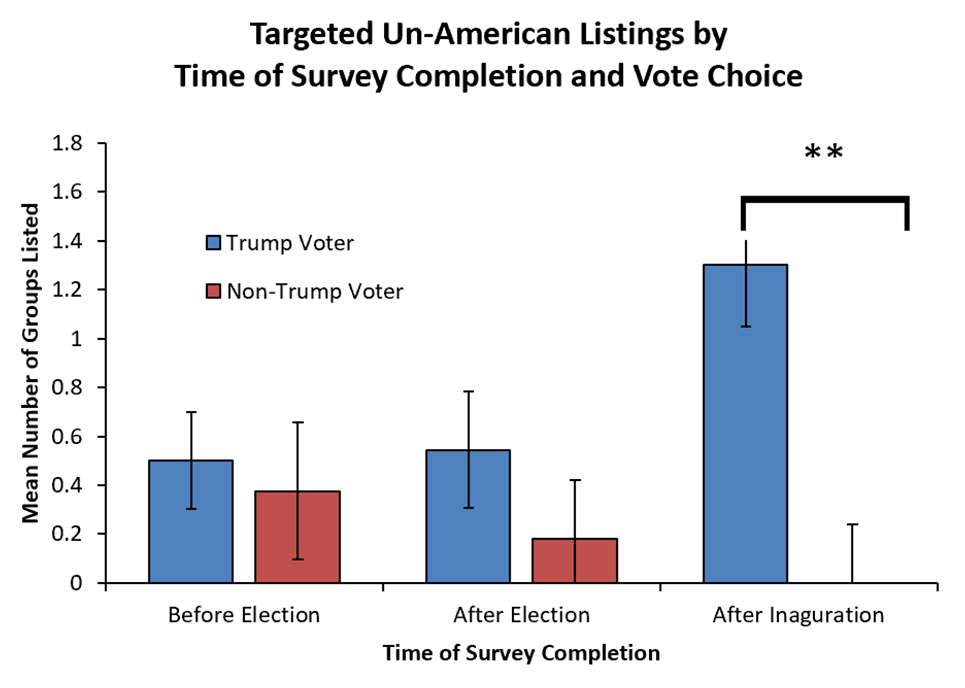 Targeted Un-American Listings by
Time of Survey Completion and Vote Choice
Mean Number of Groups Listed
1.8
1.6
1.4
1.2
1
0.8
0.6
0.4
0.2
0
Trump Voter
Non-Trump Voter
**
Before Election
After Election
After Inaguration
Time of Survey Completion